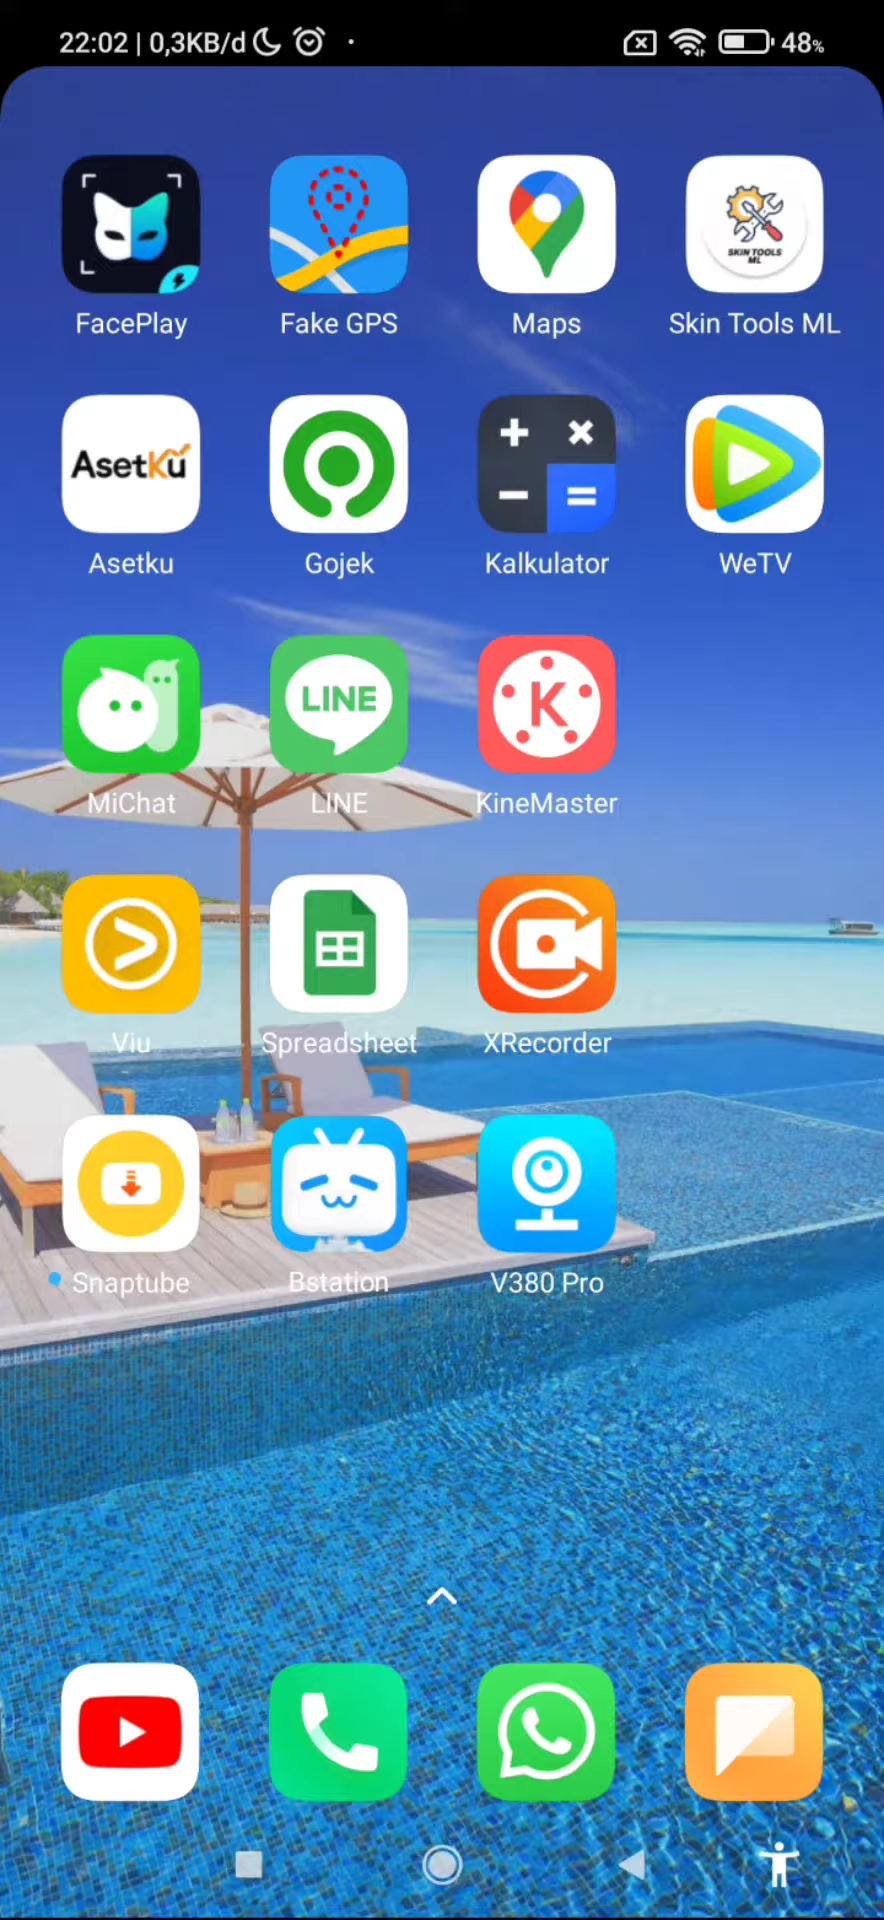 22:02 | 0,3KB/d
48%
SKIN TOOLS
ML
FacePlay
Fake GPS
Maps
Skin Tools ML
AsetKu
Asetku
Gojek
Kalkulator
WeTV
LINE
K
MiChat
LINE
KineMaster
Viu
Spreadsheet
XRecorder
Snaptube
Bstation
V380 Pro